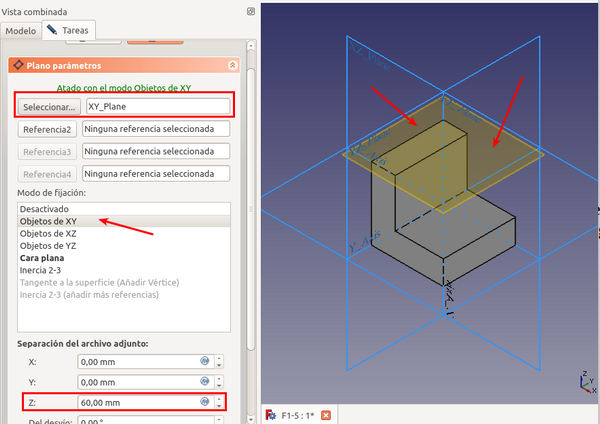 Vista combinada
Modelo
Tareas
Plano parámetros
Atado con el modo Objetos de XY
Seleccionar... XY_Plane
Referencia2 Ninguna referencia seleccionada
Referencia3 Ninguna referencia seleccionada
Referencia4 Ninguna referencia seleccionada
Modo de fijación:
Desactivado
Objetos de XY
Objetos de XZ
Objetos de YZ
Cara plana
Inercia 2-3
Tangente a la superficie (Añadir Vértice)
Inercia 2-3 (añadir más referencias)
Separación del archivo adjunto:
X: 0,00 mm
Y: 0,00 mm
Z: 60,00 mm
Del desvío: 0,00 °
Y_Axis
Z
X
F1-5 : 1*